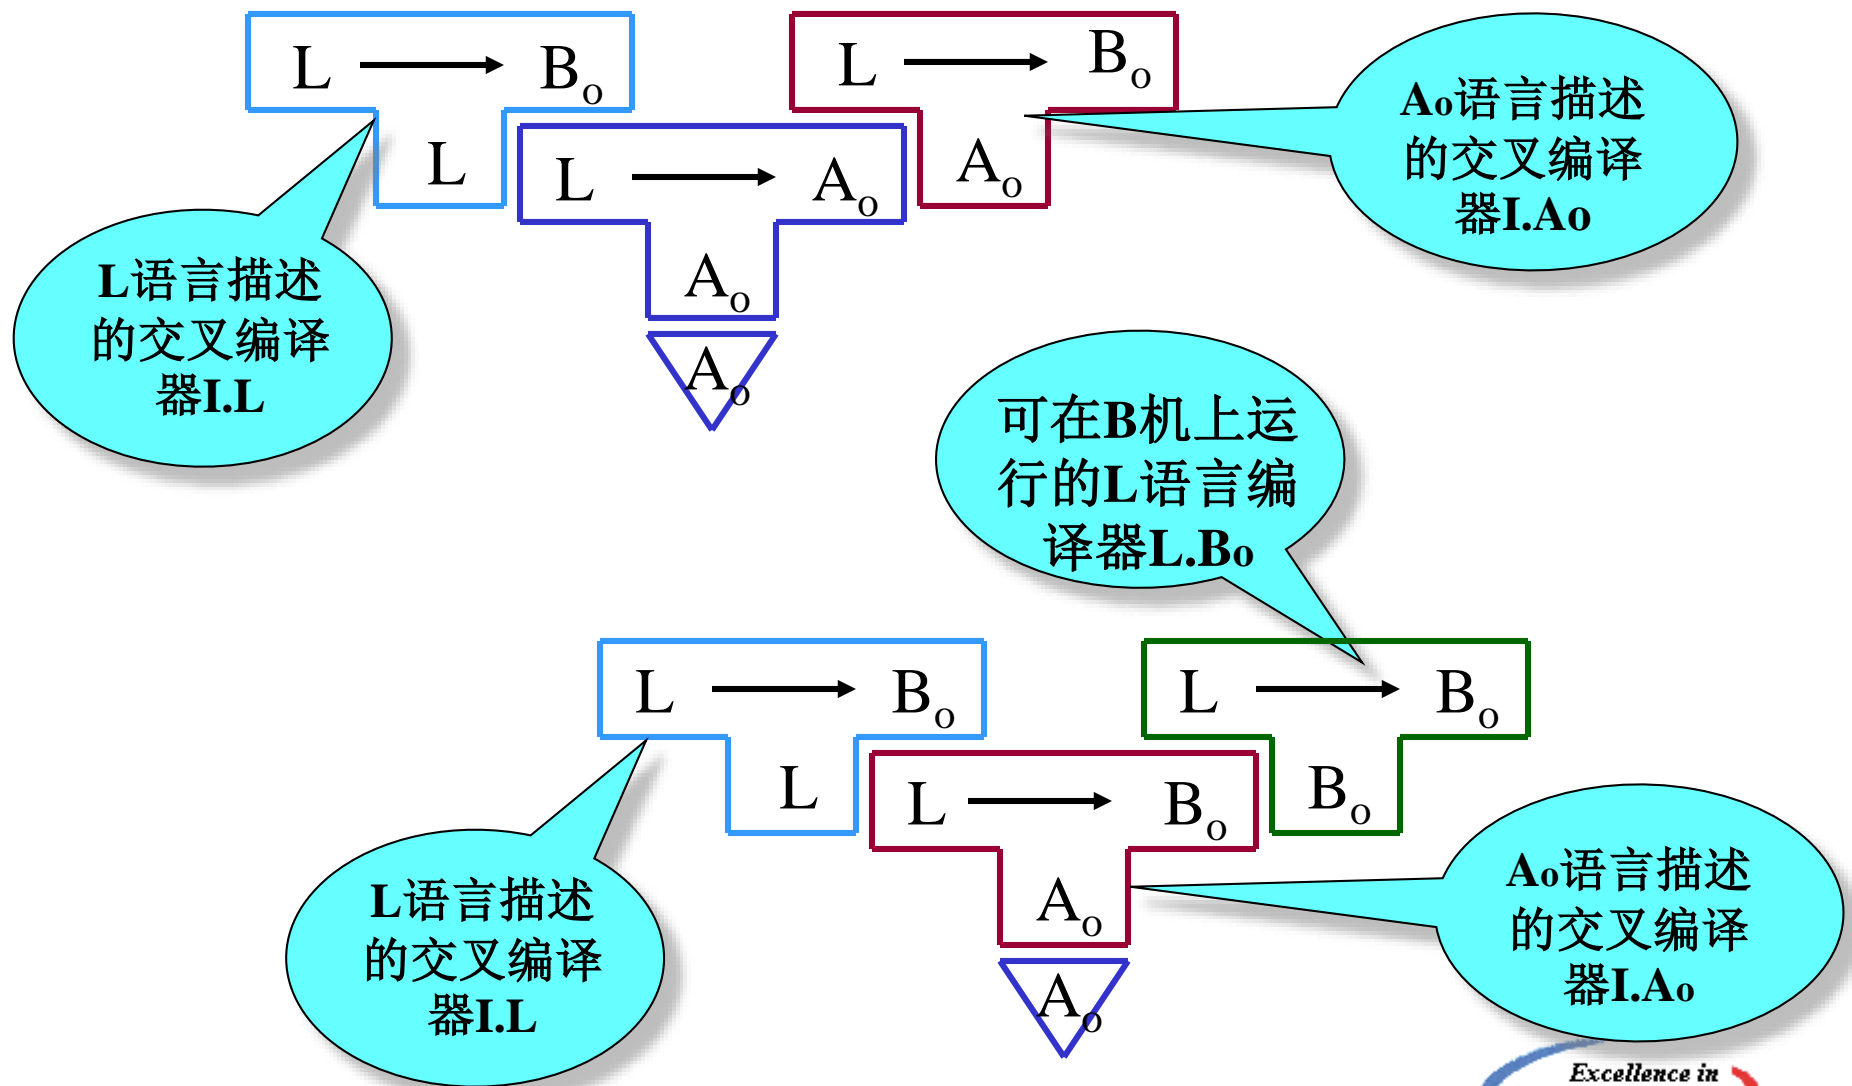 L → Bₒ
L
L → Aₒ
Aₒ
Aₒ
L → Bₒ
Aₒ
Aₒ语言描述
的交叉编译
器I.Aₒ
L语言描述
的交叉编译
器I.L
可在B机上运
行的L语言编
译器L.Bₒ
L → Bₒ
L
L → Bₒ
Aₒ
Aₒ
L → Bₒ
Bₒ
L语言描述
的交叉编译
器I.L
Aₒ语言描述
的交叉编译
器I.Aₒ
Excellence in